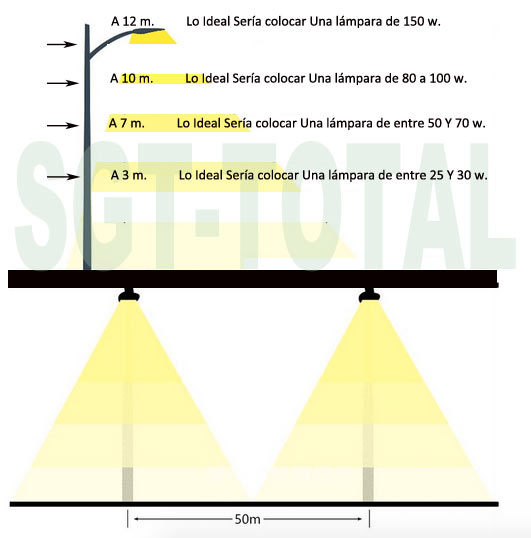 A 12 m. Lo Ideal Sería colocar Una lámpara de 150 w.
A 10 m. Lo Ideal Sería colocar Una lámpara de 80 a 100 w.
A 7 m. Lo Ideal Sería colocar Una lámpara de entre 50 Y 70 w.
A 3 m. Lo Ideal Sería colocar Una lámpara de entre 25 Y 30 w.
SGT-TOTAL
50m